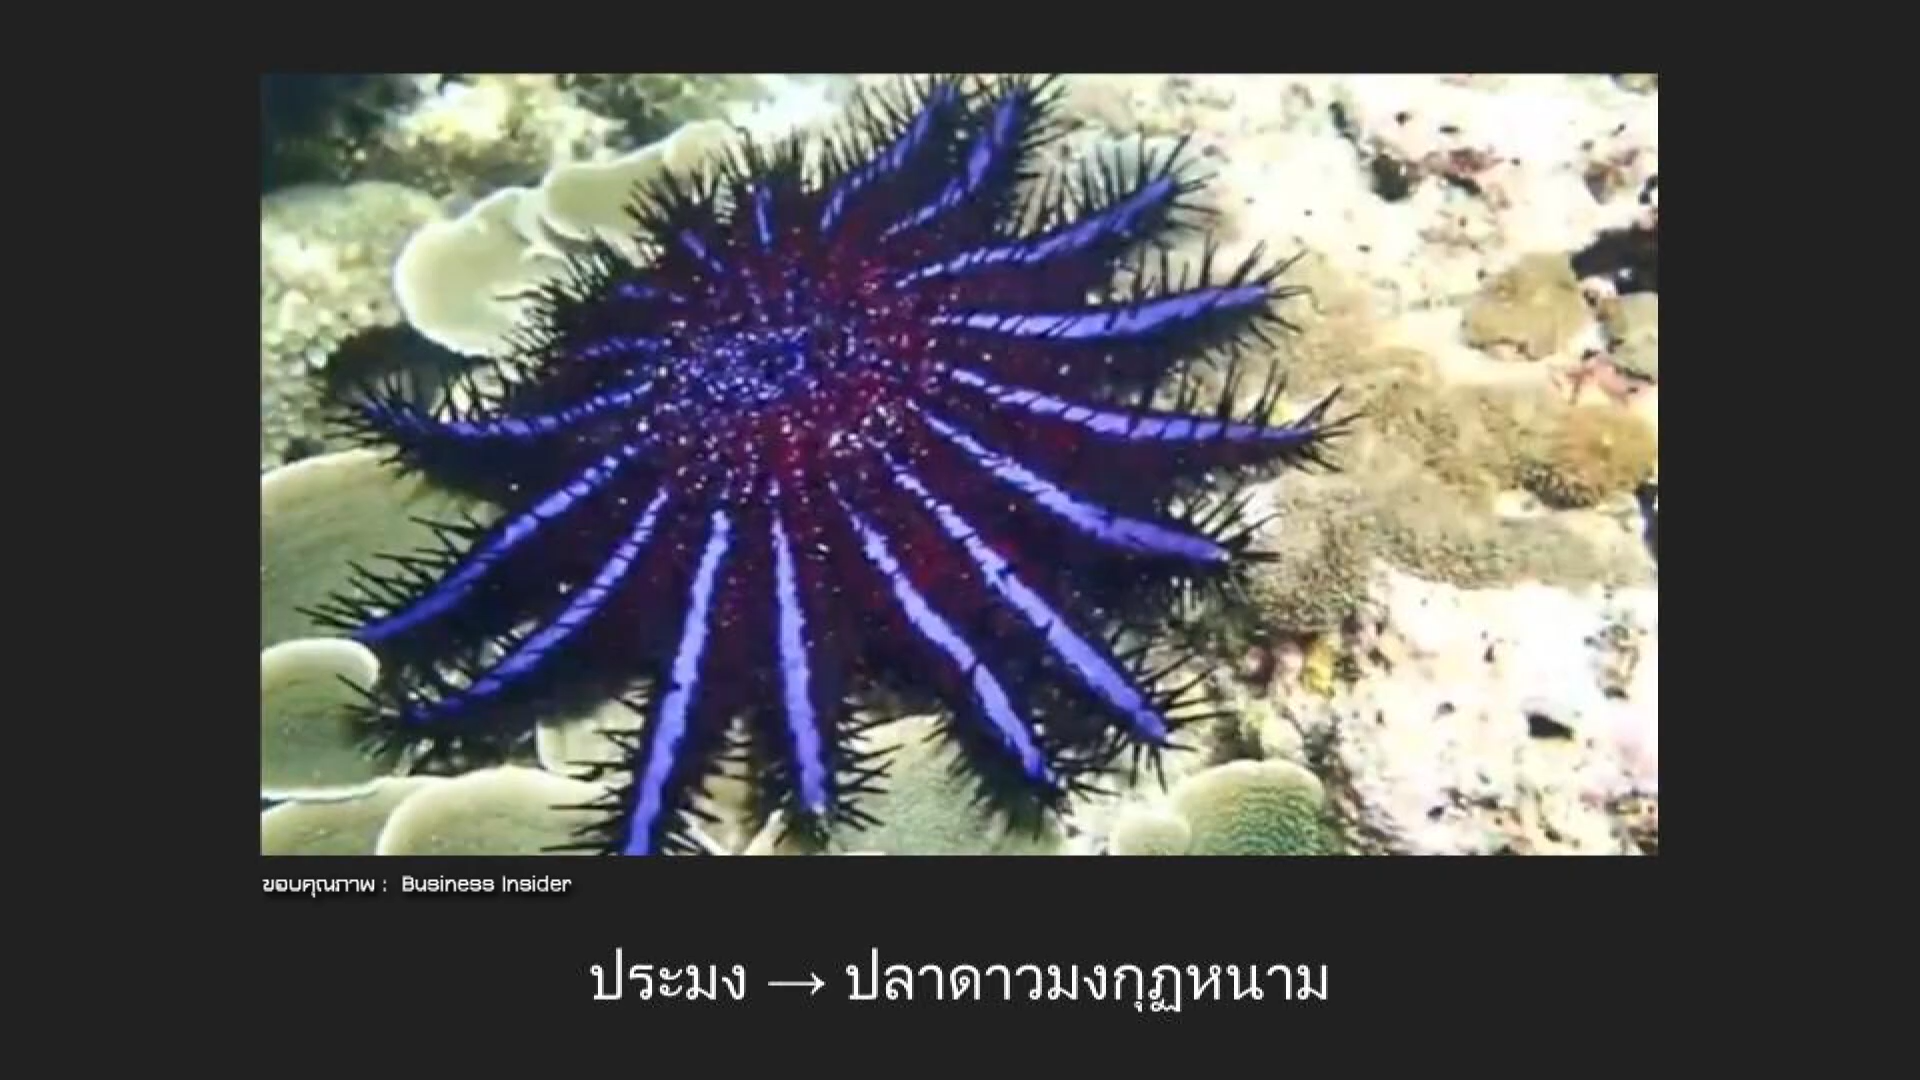 ขอบคุณภาพ : Business Insider
ประมง → ปลาดาวมงกุฎหนาม